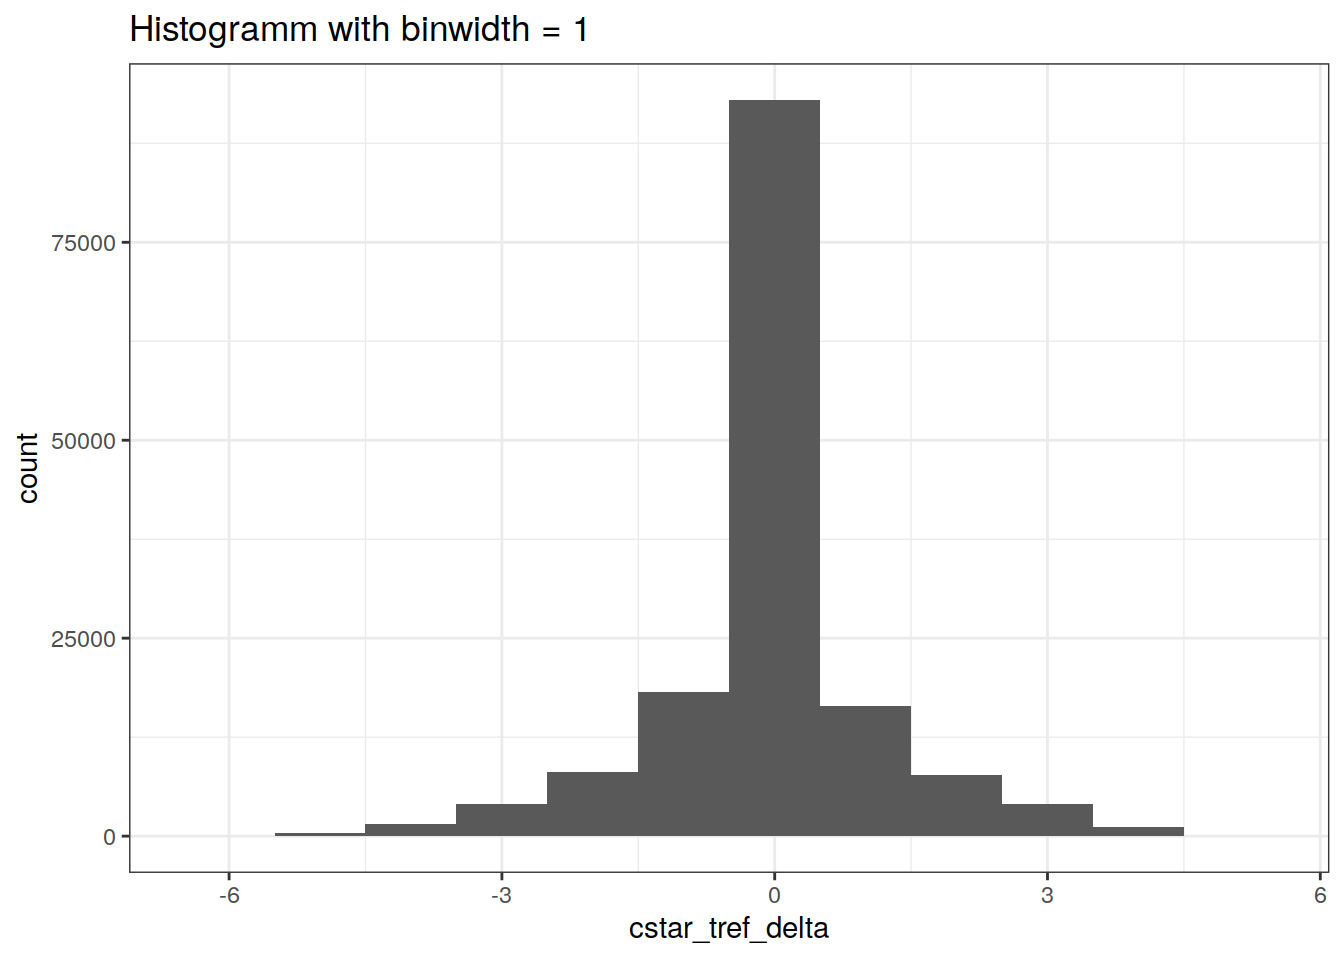 Histogramm with binwidth = 1
count
75000
50000
25000
0
-6 -3 0 3 6
cstar_tref_delta